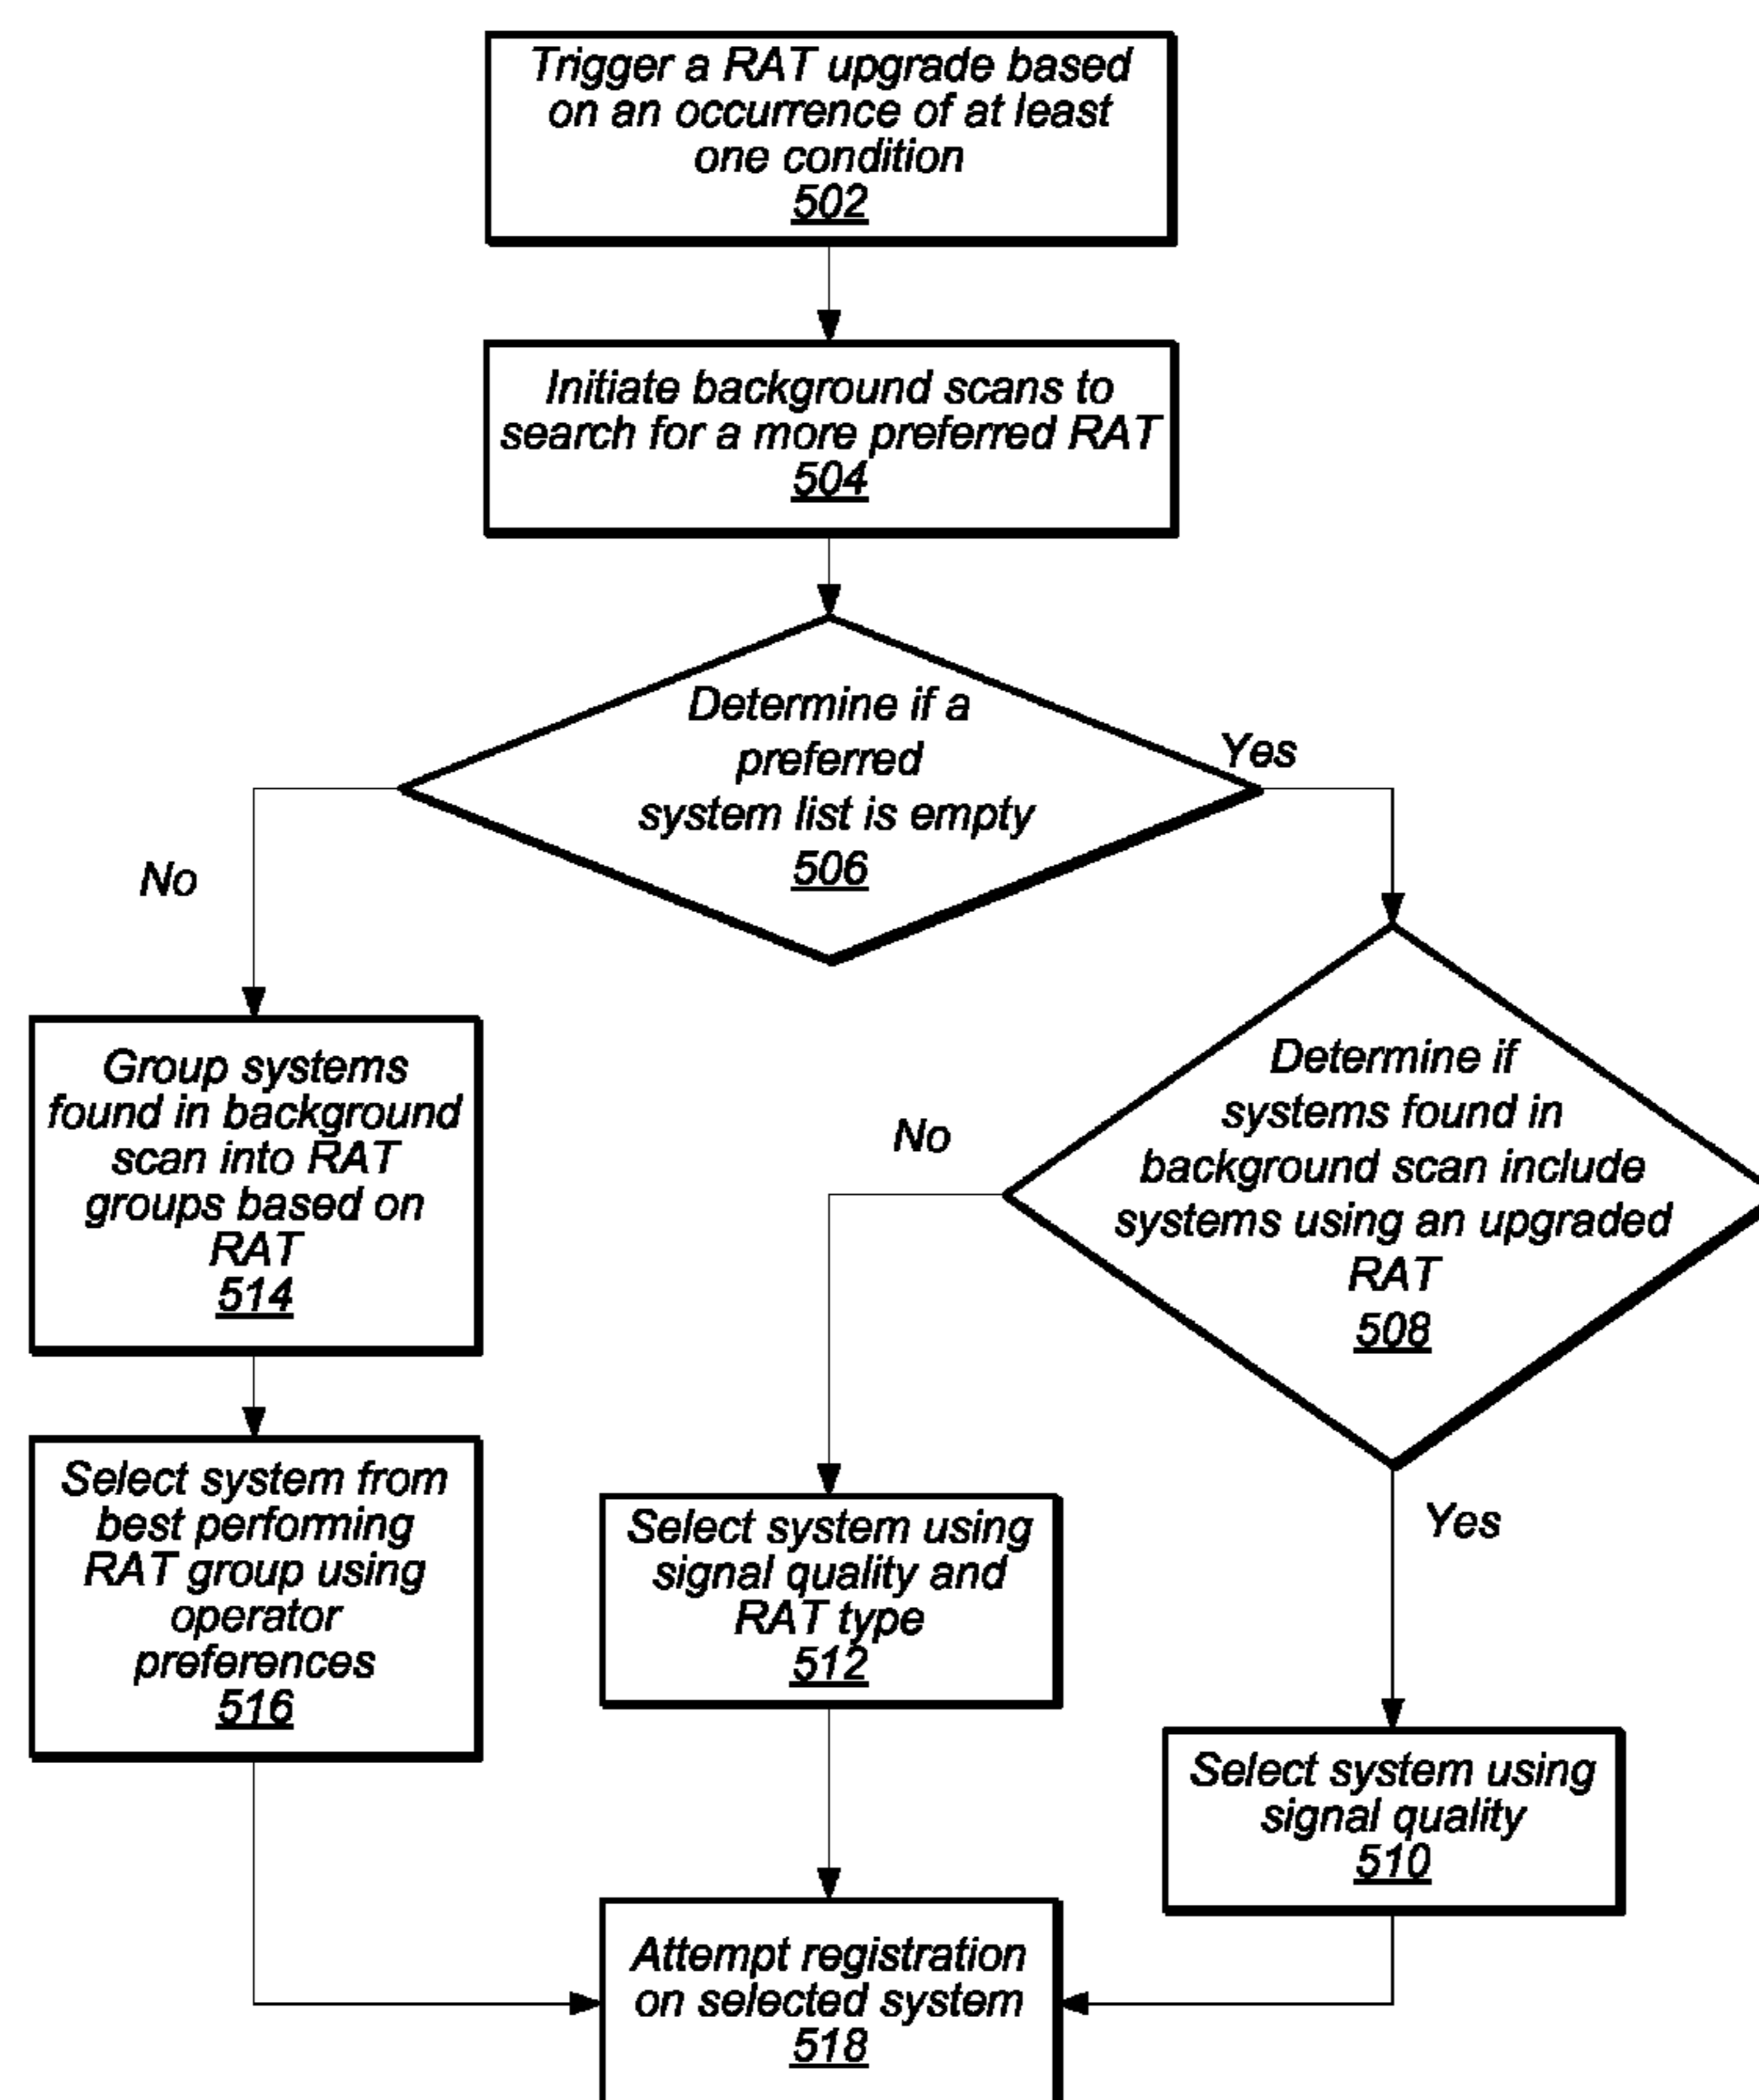 Trigger a RAT upgrade based
on an occurrence of at least
one condition
502
Initiate background scans to
search for a more preferred RAT
504
Determine if a
preferred
system list is empty
506
Yes
No
Group systems
found in background
scan into RAT
groups based on
RAT
514
Determine if
systems found in
background scan include
systems using an upgraded
RAT
508
No
Yes
Select system from
best performing
RAT group using
operator
preferences
516
Select system using
signal quality and
RAT type
512
Select system using
signal quality
510
Attempt registration
on selected system
518